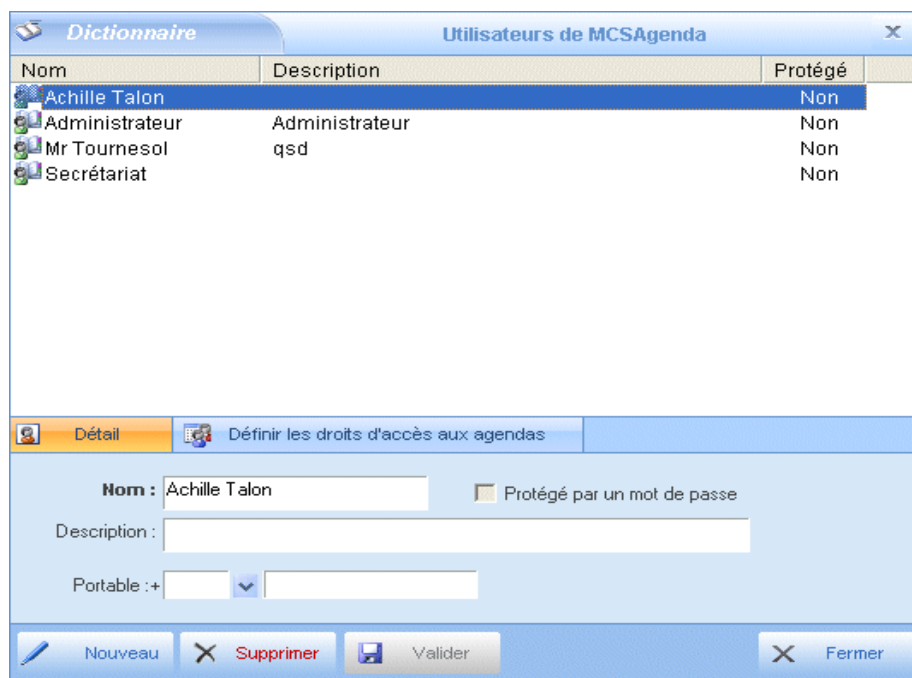 Dictionnaire Utilisateurs de MCSAgenda
Nom Description Protégé
Achille Talon Non
Administrateur Administrateur Non
Mr Tournesol qsd Non
Secrétariat Non
Détail Définir les droits d'accès aux agendas
Nom : Achille Talon Protégé par un mot de passe
Description :
Portable :+
Nouveau Supprimer Valider Fermer